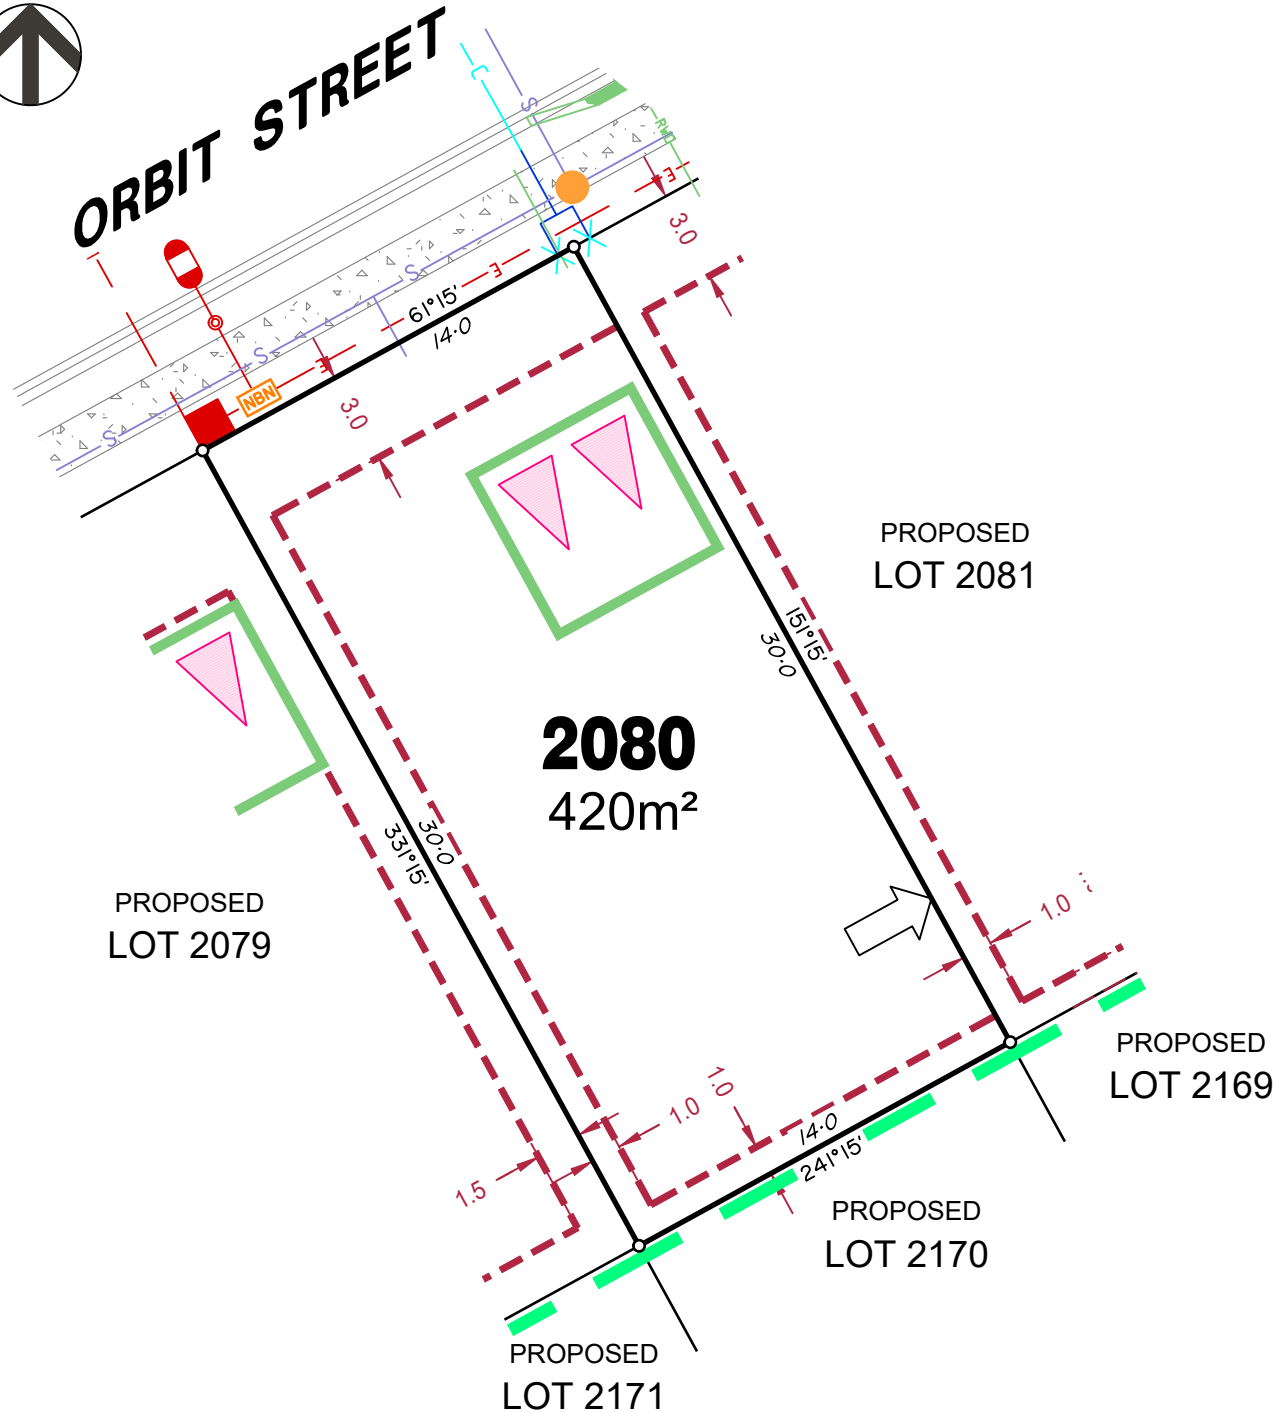 ORBIT STREET
C
S
RWD
E
3.0
S
E
61°15'
14·0
S
E
3.0
NBN
S
PROPOSED
LOT 2081
151°15'
30·0
2080
420m²
30·0
331°15'
PROPOSED
LOT 2079
1.0
PROPOSED
LOT 2169
1.0
1.0
14·0
241°15'
1.5
PROPOSED
LOT 2170
PROPOSED
LOT 2171